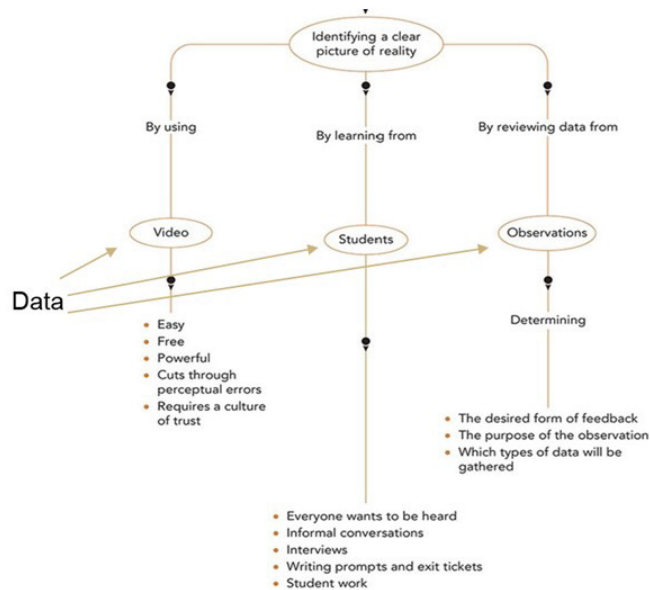 Identifying a clear
picture of reality
By using
By learning from
By reviewing data from
Video
Students
Observations
Data
Determining
• Easy
• Free
• Powerful
• Cuts through
perceptual errors
• Requires a culture
of trust
• The desired form of feedback
• The purpose of the observation
• Which types of data will be
gathered
• Everyone wants to be heard
• Informal conversations
• Interviews
• Writing prompts and exit tickets
• Student work